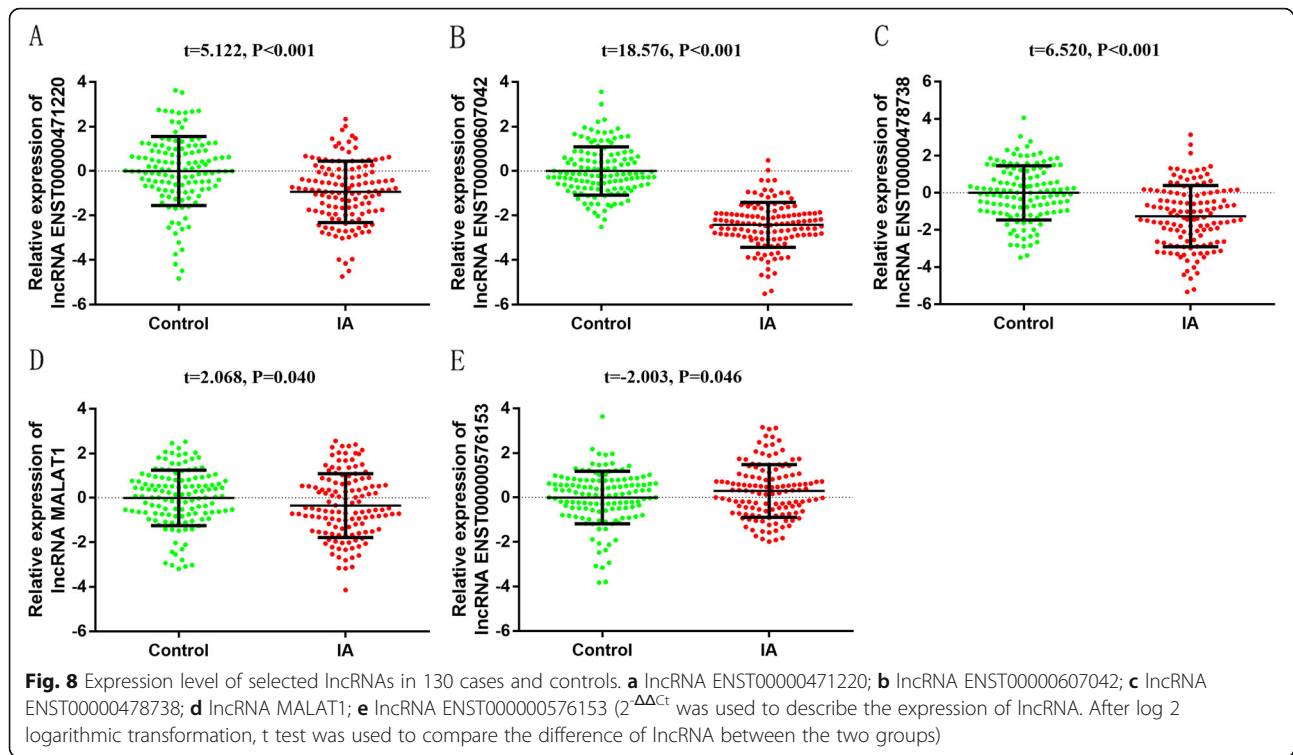 A
t=5.122, P<0.001
Relative expression of
lncRNA ENST00000471220
4
2
0
-2
-4
-6
Control
IA
B
t=18.576, P<0.001
Relative expression of
lncRNA ENST00000607042
4
2
0
-2
-4
-6
Control
IA
C
t=6.520, P<0.001
Relative expression of
lncRNA ENST00000478738
6
4
2
0
-2
-4
-6
Control
IA
D
t=2.068, P=0.040
Relative expression of
lncRNA MALAT1
4
2
0
-2
-4
-6
Control
IA
E
t=-2.003, P=0.046
Relative expression of
lncRNA ENST00000576153
4
2
0
-2
-4
-6
Control
IA
Fig. 8 Expression level of selected lncRNAs in 130 cases and controls. a lncRNA ENST00000471220; b lncRNA ENST00000607042; c lncRNA
ENST00000478738; d lncRNA MALAT1; e lncRNA ENST000000576153 (2-ΔΔCt was used to describe the expression of lncRNA. After log 2
logarithmic transformation, t test was used to compare the difference of lncRNA between the two groups)